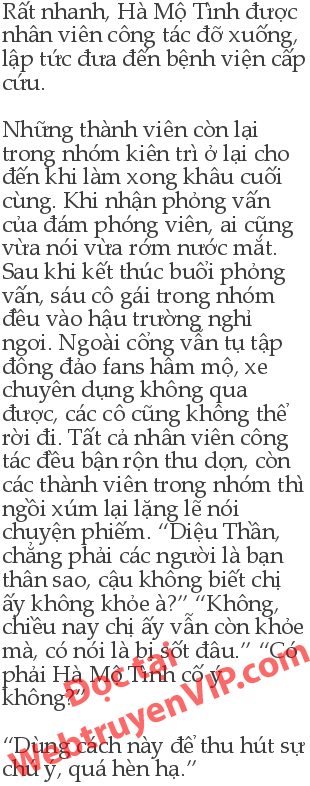 Rất nhanh, Hà Mộ Tình được
nhân viên công tác đỡ xuống,
lập tức đưa đến bệnh viện cấp
cứu.

Những thành viên còn lại
trong nhóm kiên trì ở lại cho
đến khi làm xong khâu cuối
cùng. Khi nhận phỏng vấn
của đám phóng viên, ai cũng
vừa nói vừa rớm nước mắt.
Sau khi kết thúc buổi phỏng
vấn, sáu cô gái trong nhóm
đều vào hậu trường nghỉ
ngơi. Ngoài cổng vẫn tụ tập
đông đảo fans hâm mộ, xe
chuyên dụng không qua
được, các cô cũng không thể
rời đi. Tất cả nhân viên công
tác đều bận rộn thu dọn, còn
các thành viên trong nhóm thì
ngồi xúm lại lặng lẽ nói
chuyện phiếm. “Diệu Thần,
chẳng phải các người là bạn
thân sao, cậu không biết chị
ấy không khỏe à?” “Không,
chiều nay chị ấy vẫn còn khỏe
mà, có nói là bị sốt đâu.” “Có
phải Hà Mộ Tình cố ý
không?”
Đọc tại
WebtruyenVIP.com

“Dùng cách này để thu hút sự
chú ý, quá hèn hạ.”